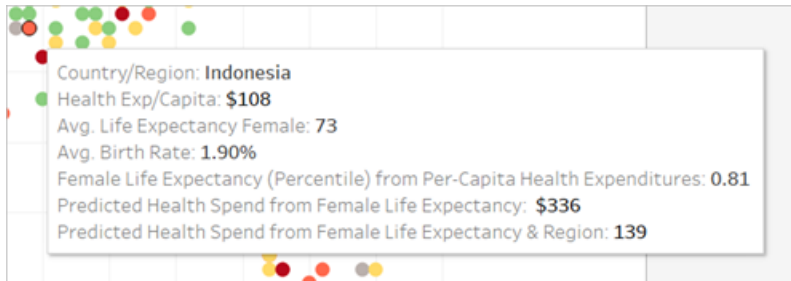 Country/Region: Indonesia
Health Exp/Capita: $108
Avg. Life Expectancy Female: 73
Avg. Birth Rate: 1.90%
Female Life Expectancy (Percentile) from Per-Capita Health Expenditures: 0.81
Predicted Health Spend from Female Life Expectancy: $336
Predicted Health Spend from Female Life Expectancy & Region: 139